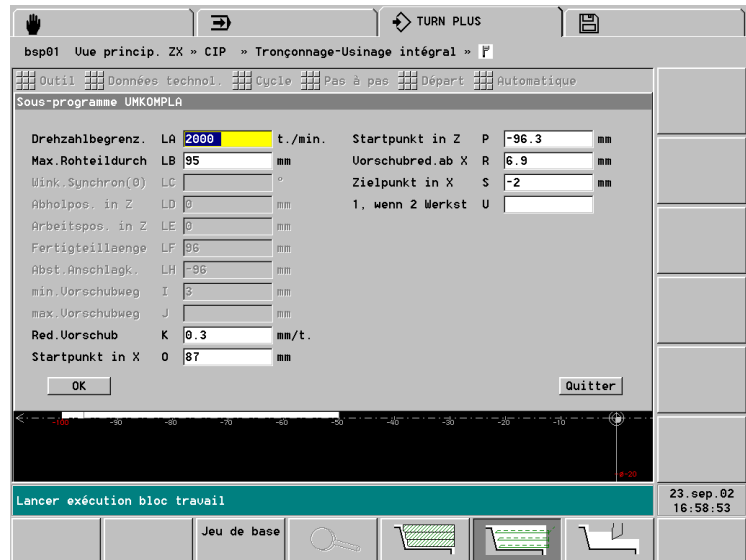 TURN PLUS
bsp01 Vue princip. ZX » CIP » Tronçonnage-Usinage intégral »
Outil Données technol. Cycle Pas à pas Départ Automatique
Sous-programme UMKOMPLA
Drehzahlbegrenz. LA 2000 t./min. Startpunkt in Z P -96.3 mm
Max.Rohteildurch LB 95 mm Vorschubred.ab X R 6.9 mm
Wink.Synchron(0) LC ° Zielpunkt in X S -2 mm
Abholpos. in Z LD 0 mm 1, wenn 2 Werkst U
Arbeitspos. in Z LE 0 mm
Fertigteillaenge LF 96 mm
Abst.Anschlagk. LH -96 mm
min.Vorschubweg I 3 mm
max.Vorschubweg J mm
Red.Vorschub K 0.3 mm/t.
Startpunkt in X O 87 mm
OK Quitter
-100 -90 -80 -70 -60 -50 -40 -30 -20 -10
ø-20
Lancer exécution bloc travail
23.sep.02
16:58:53
Jeu de base